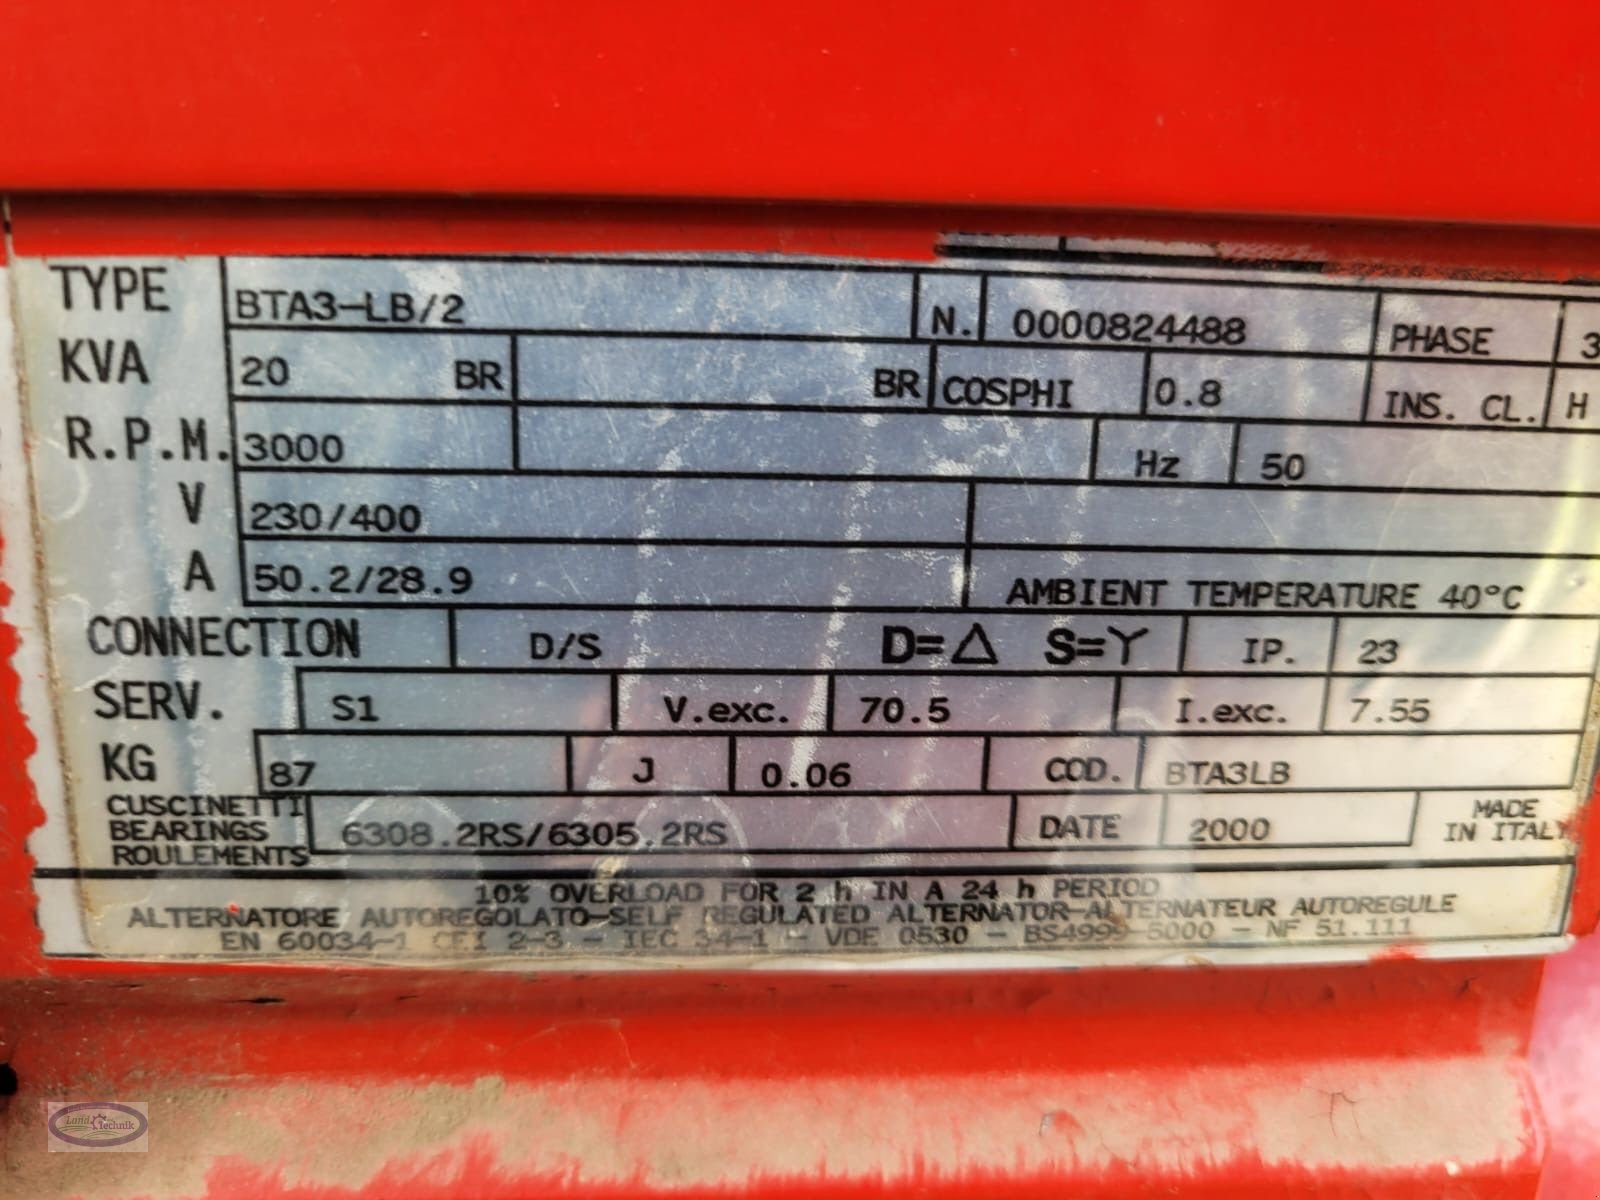 TYPE BTA3-LB/2 N. 0000824488 PHASE 3
KVA 20 BR BR COSPHI 0.8 INS. CL. H
R.P.M. 3000 Hz 50
V 230/400
A 50.2/28.9 AMBIENT TEMPERATURE 40°C
CONNECTION D/S D=△ S=Y IP. 23
SERV. S1 V.exc. 70.5 I.exc. 7.55
KG 87 J 0.06 COD. BTA3LB
CUSCINETTI
BEARINGS 6308.2RS/6305.2RS DATE 2000 MADE
ROULEMENTS IN ITALY
10% OVERLOAD FOR 2 h IN A 24 h PERIOD
ALTERNATORE AUTOREGOLATO-SELF REGULATED ALTERNATOR-ALTERNATEUR AUTOREGULE
EN 60034-1 CEI 2-3 - IEC 34-1 - VDE 0530 - BS4999-5000 - NF 51.111
Land Technik